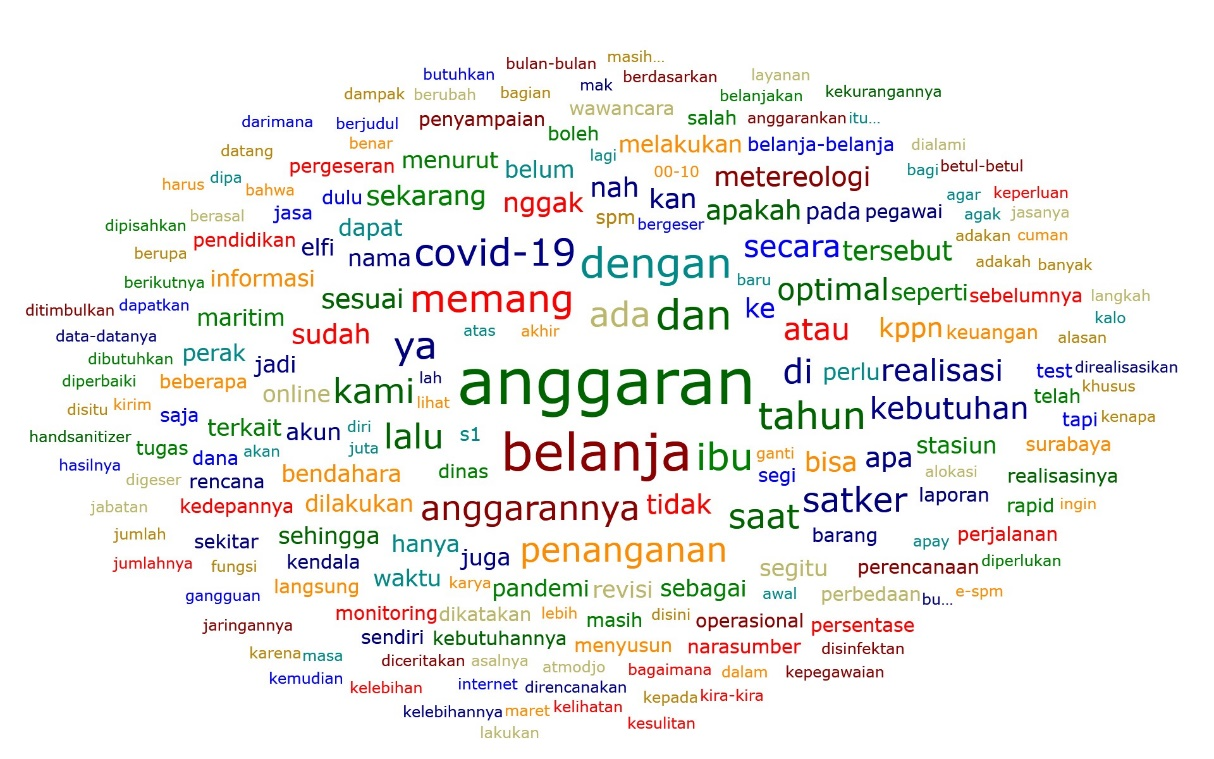 masih...
bulan-bulan
butuhkan berdasarkan layanan
mak
dampak berubah bagian belanjakan kekurangannya
wawancara
darimana berjudul penyampaian boleh salah anggarankan itu...
benar melakukan belanja-belanja dialami
datang pergeseran menurut belum lagi 00-10 metereologi bagi betul-betul
harus dipa bahwa dulu sekarang nggak nah kan agar keperluan
dipisahkan berasal jasa dapat spm bergeser apakah pada pegawai agak jasanya
berupa pendidikan elfi nama covid-19 dengan secara tersebut adakan cuman
berikutnya informasi baru adakah banyak
ditimbulkan dapatkan sesuai memang ada dan ke optimal seperti sebelumnya langkah
data-datanya maritim sudah atas akhir atau kppn keuangan kalo
dibutuhkan perak jadi ya alasan
diperbaiki beberapa online kami lah anggaran di perlu realisasi test direalisasikan
disitu kirim saja lihat tahun kebutuhan telah khusus
handsanitizer tugas terkait akun diri lalu s1 tapi kenapa
hasilnya dana akan juta belanja ibu ganti bisa apa stasiun surabaya
digeser rencana bendahara dinas segi alokasi realisasinya
jabatan kedepannya dilakukan anggarannya tidak saat satker laporan rapid ingin
jumlah sekitar sehingga hanya juga penanganan barang apay perjalanan
jumlahnya fungsi kendala segitu perencanaan diperlukan
gangguan langsung waktu karya pandemi revisi sebagai awal perbedaan bu... e-spm
jaringannya monitoring dikatakan lebih masih disini operasional persentase
sendiri kebutuhannya menyusun narasumber disinfektan
karena masa diceritakan asalnya atmodjo bagaimana dalam kepegawaian
kemudian kelebihan internet direncanakan kepada kira-kira
kelebihannya maret kelihatan
lakukan kesulitan